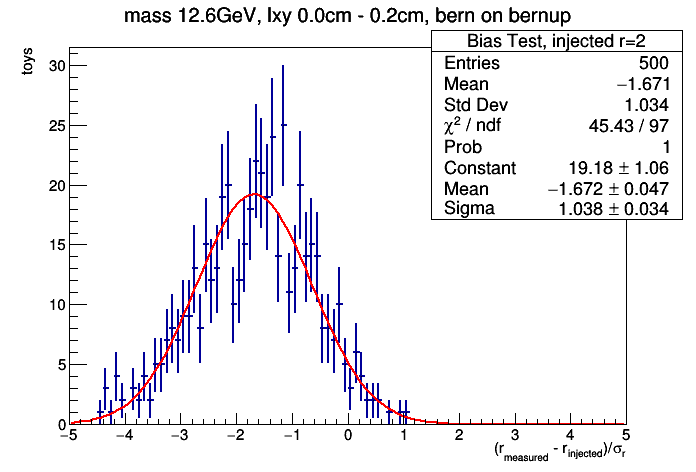 mass 12.6GeV, lxy 0.0cm - 0.2cm, bern on bernup
toys
Bias Test, injected r=2
Entries 500
Mean −1.671
Std Dev 1.034
χ² / ndf 45.43 / 97
Prob 1
Constant 19.18 ± 1.06
Mean −1.672 ± 0.047
Sigma 1.038 ± 0.034
30
25
20
15
10
5
0
−5 −4 −3 −2 −1 0 1 2 3 4 5
(r_measured - r_injected)/σ_r